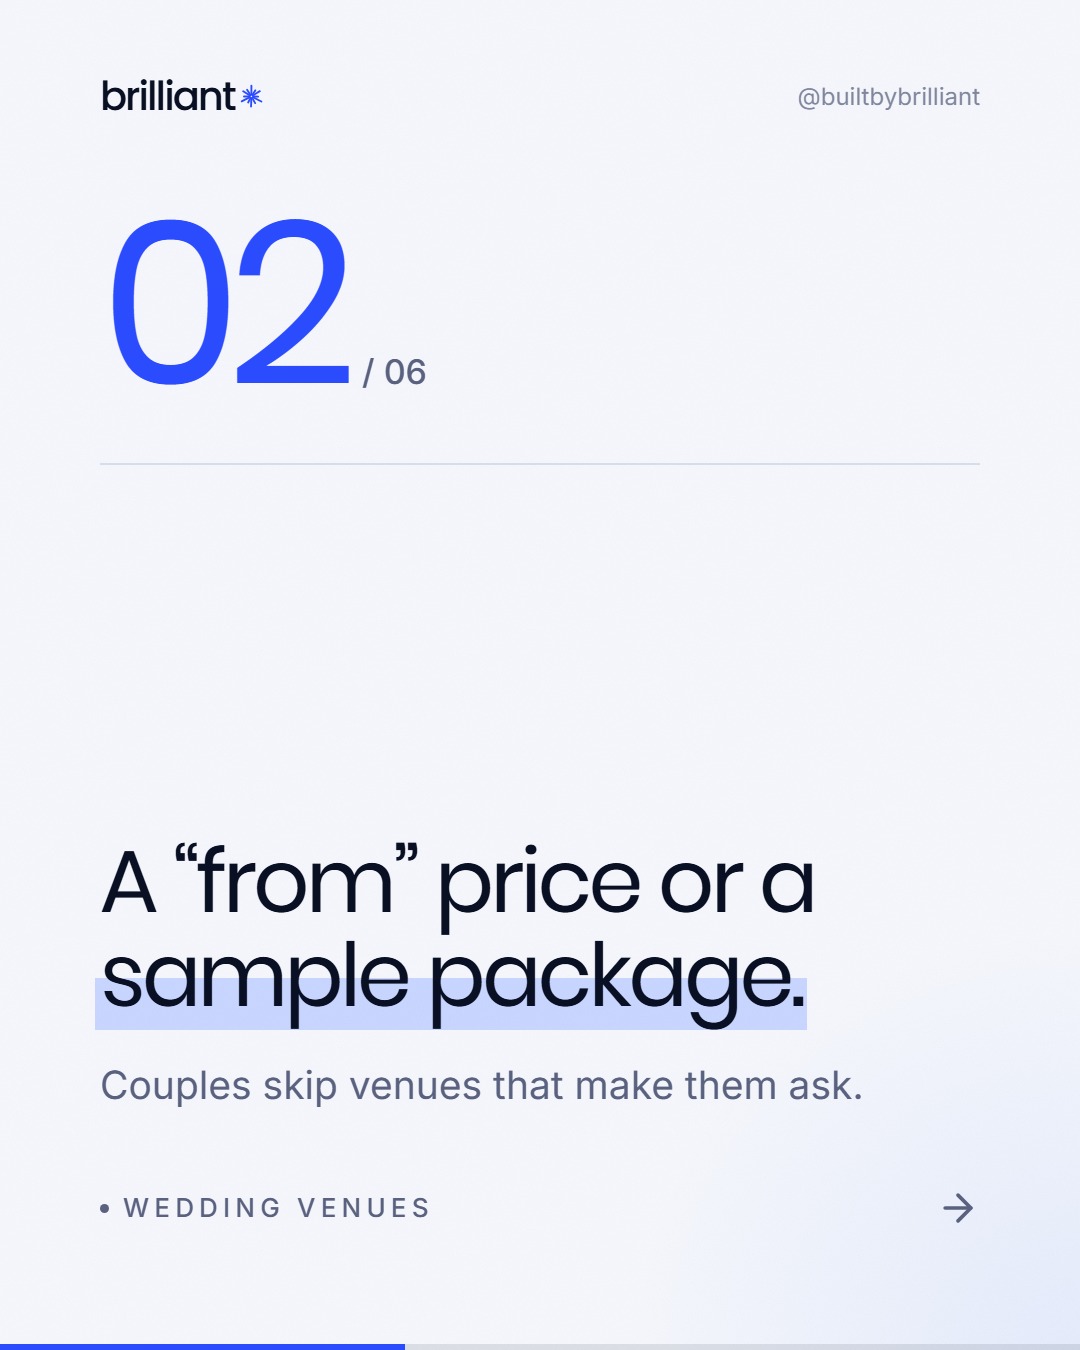 brilliant
@builtbybrilliant
02 / 06
A “from” price or a
sample package.
Couples skip venues that make them ask.
• WEDDING VENUES